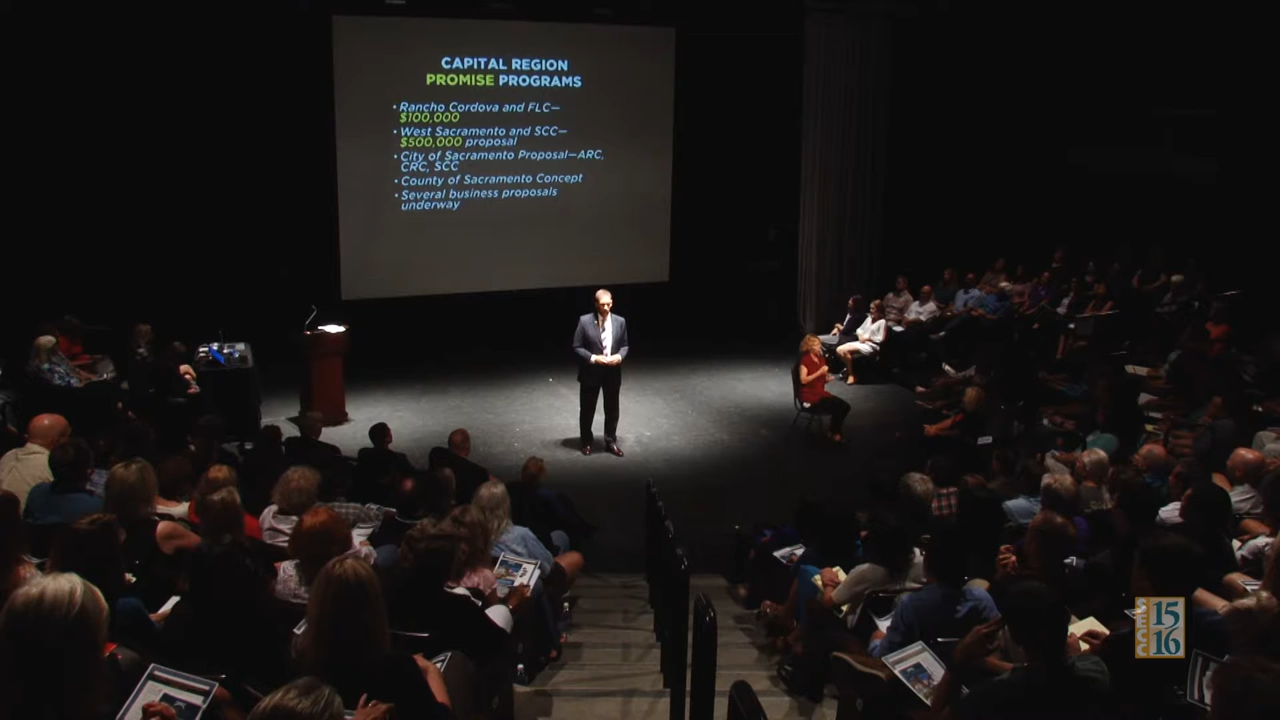 CAPITAL REGION
PROMISE PROGRAMS
• Rancho Cordova and FLC—
$100,000
• West Sacramento and SCC—
$500,000 proposal
• City of Sacramento Proposal—ARC,
CRC, SCC
• County of Sacramento Concept
• Several business proposals
underway
SECC
15
16